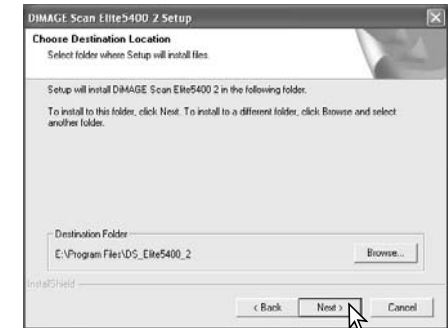 DiMAGE Scan Elite5400 2 Setup
Choose Destination Location
Select folder where Setup will install files.
Setup will install DiMAGE Scan Elite5400 2 in the following folder.
To install to this folder, click Next. To install to a different folder, click Browse and select
another folder.
Destination Folder
E:\Program Files\DS_Elite5400_2
Browse...
InstallShield
< Back
Next >
Cancel